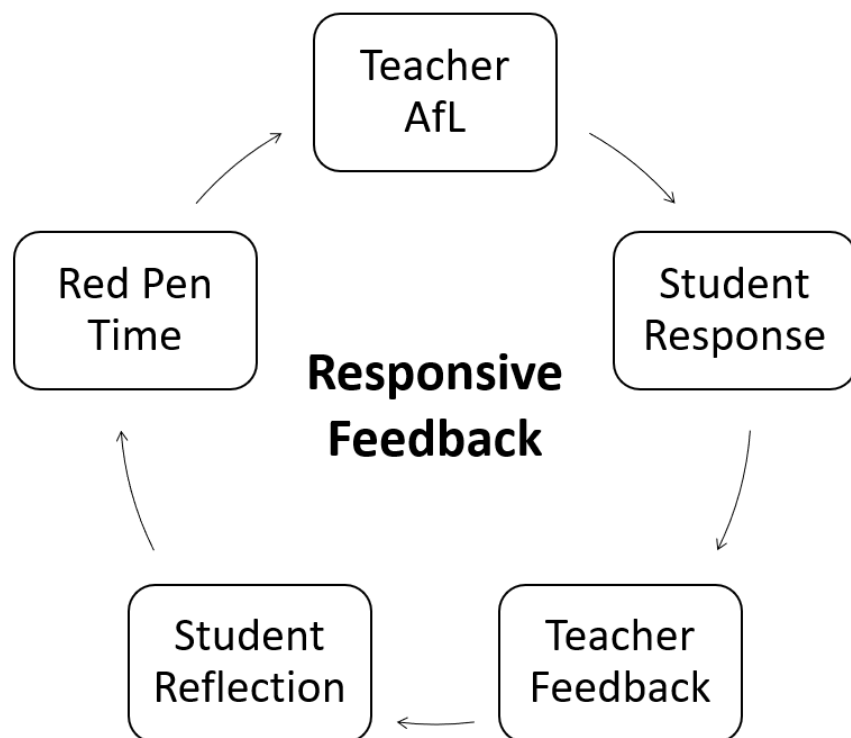 Teacher
AfL
Student
Response
Teacher
Feedback
Student
Reflection
Red Pen
Time
Responsive
Feedback